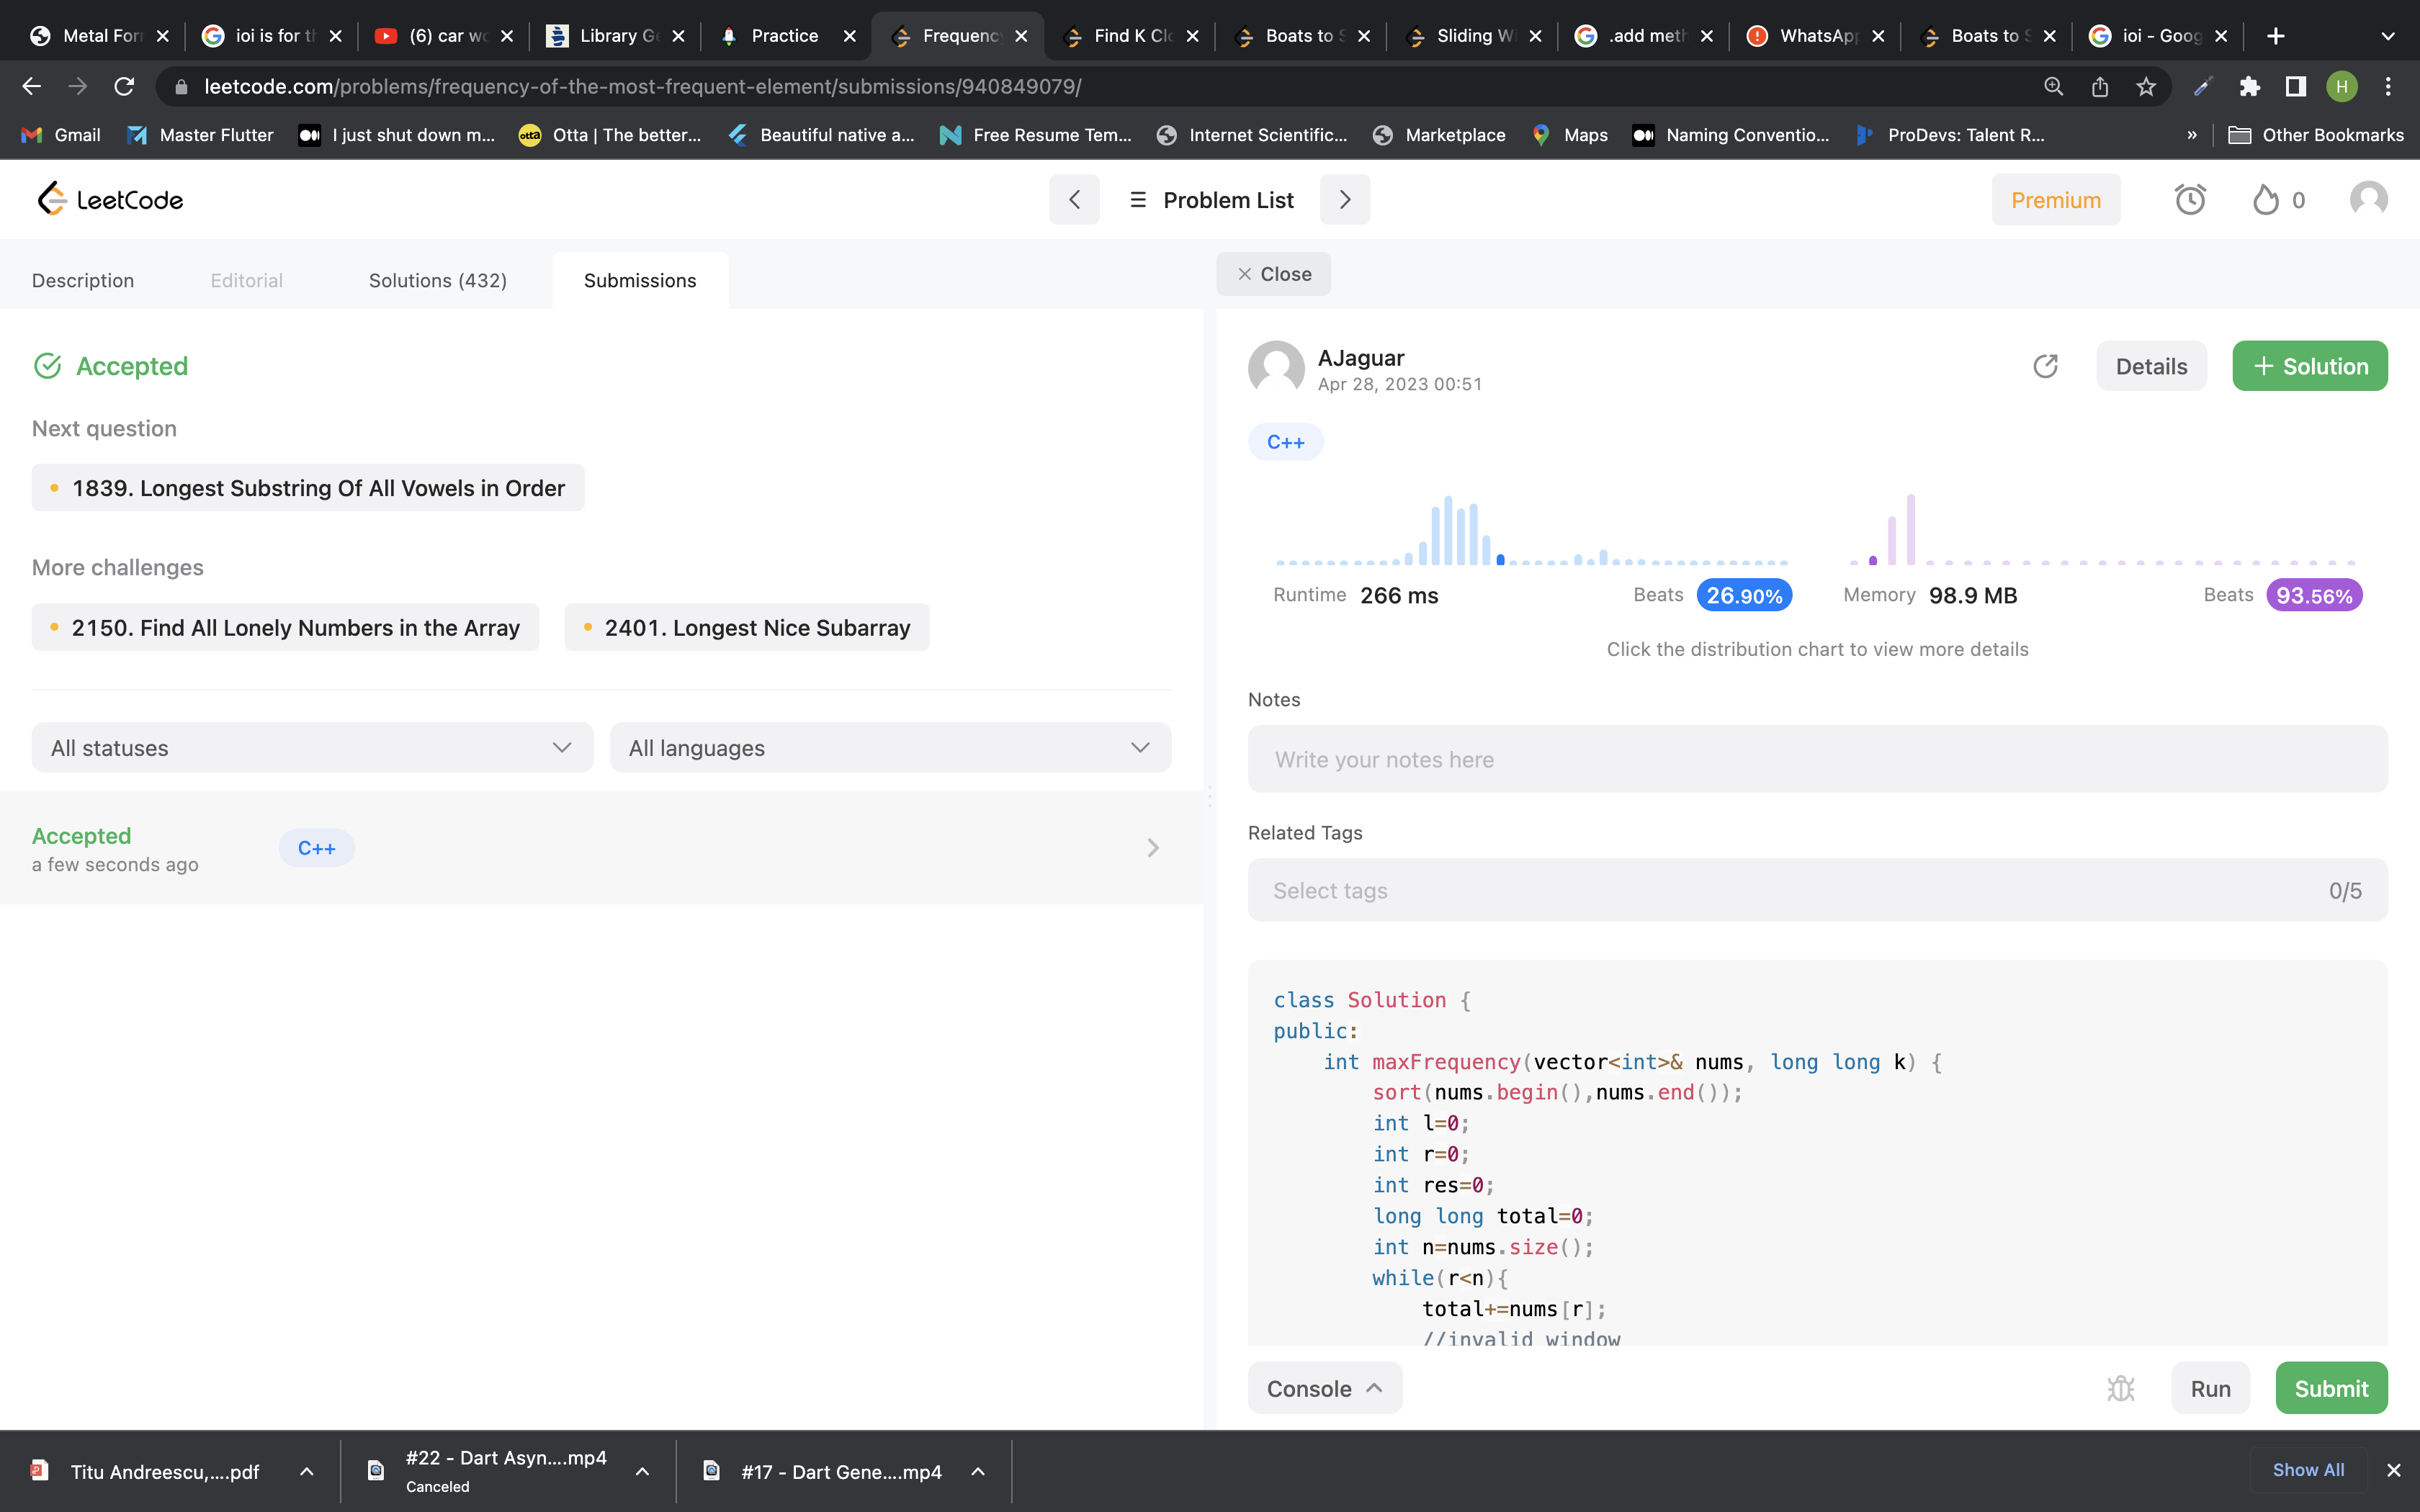 Metal For
ioi is for th
(6) car wo
Library Ge
Practice
Frequenc
Find K Clo
Boats to S
Sliding Wi
.add meth
WhatsApp
Boats to S
ioi - Goog
leetcode.com/problems/frequency-of-the-most-frequent-element/submissions/940849079/
H
Gmail
Master Flutter
I just shut down m...
otta
Otta | The better...
Beautiful native a...
Free Resume Tem...
Internet Scientific...
Marketplace
Maps
Naming Conventio...
ProDevs: Talent R...
»
Other Bookmarks
LeetCode
Problem List
Premium
0
Description
Editorial
Solutions (432)
Submissions
Close
Accepted
Next question
1839. Longest Substring Of All Vowels in Order
More challenges
2150. Find All Lonely Numbers in the Array
2401. Longest Nice Subarray
All statuses
All languages
Accepted
a few seconds ago
C++
AJaguar
Apr 28, 2023 00:51
Details
+ Solution
C++
Runtime 266 ms
Beats 26.90%
Memory 98.9 MB
Beats 93.56%
Click the distribution chart to view more details
Notes
Write your notes here
Related Tags
Select tags
0/5
class Solution {
public:
    int maxFrequency(vector<int>& nums, long long k) {
        sort(nums.begin(),nums.end());
        int l=0;
        int r=0;
        int res=0;
        long long total=0;
        int n=nums.size();
        while(r<n){
            total+=nums[r];
            //invalid window
Console
Run
Submit
Titu Andreescu,....pdf
#22 - Dart Asyn....mp4
Canceled
#17 - Dart Gene....mp4
Show All